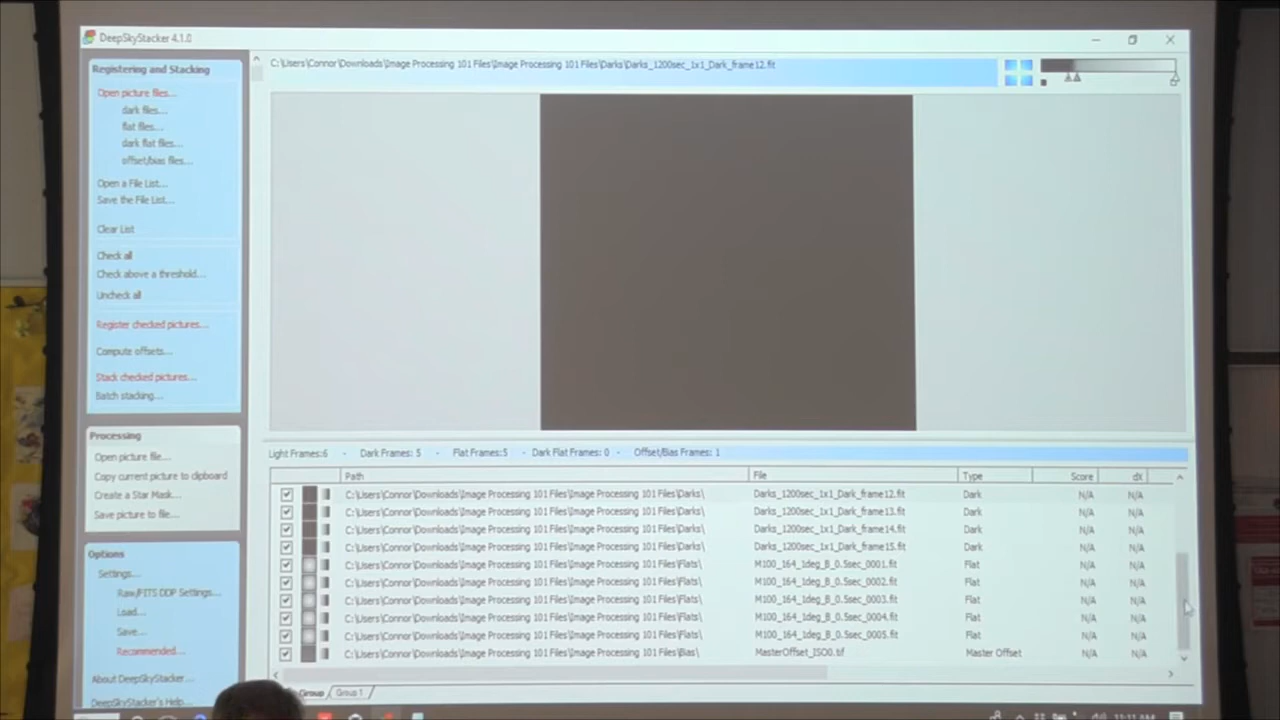 DeepSkyStacker 4.1.0
Registering and Stacking
Open picture files...
dark files...
flat files...
dark flat files...
offset/bias files...
Open a File List...
Save the File List...
Clear List
Check all
Check above a threshold...
Uncheck all
Register checked pictures...
Compute offsets...
Stack checked pictures...
Batch stacking...
Processing
Open picture file...
Copy current picture to clipboard
Create a Star Mask...
Save picture to file...
Options
Settings...
Raw/FITS DDP Settings...
Load...
Save...
Recommended...
About DeepSkyStacker...
DeepSkyStacker's Help...
C:\Users\Connor\Downloads\Image Processing 101 Files\Image Processing 101 Files\Darks\Darks_1200sec_1x1_Dark_frame12.fit
Light Frames:6 - Dark Frames: 5 - Flat Frames:5 - Dark Flat Frames: 0 - Offset/Bias Frames: 1
Path File Type Score dX
C:\Users\Connor\Downloads\Image Processing 101 Files\Image Processing 101 Files\Darks\ Darks_1200sec_1x1_Dark_frame12.fit Dark N/A N/A
C:\Users\Connor\Downloads\Image Processing 101 Files\Image Processing 101 Files\Darks\ Darks_1200sec_1x1_Dark_frame13.fit Dark N/A N/A
C:\Users\Connor\Downloads\Image Processing 101 Files\Image Processing 101 Files\Darks\ Darks_1200sec_1x1_Dark_frame14.fit Dark N/A N/A
C:\Users\Connor\Downloads\Image Processing 101 Files\Image Processing 101 Files\Darks\ Darks_1200sec_1x1_Dark_frame15.fit Dark N/A N/A
C:\Users\Connor\Downloads\Image Processing 101 Files\Image Processing 101 Files\Flats\ M100_164_1deg_B_0.5sec_0001.fit Flat N/A N/A
C:\Users\Connor\Downloads\Image Processing 101 Files\Image Processing 101 Files\Flats\ M100_164_1deg_B_0.5sec_0002.fit Flat N/A N/A
C:\Users\Connor\Downloads\Image Processing 101 Files\Image Processing 101 Files\Flats\ M100_164_1deg_B_0.5sec_0003.fit Flat N/A N/A
C:\Users\Connor\Downloads\Image Processing 101 Files\Image Processing 101 Files\Flats\ M100_164_1deg_B_0.5sec_0004.fit Flat N/A N/A
C:\Users\Connor\Downloads\Image Processing 101 Files\Image Processing 101 Files\Flats\ M100_164_1deg_B_0.5sec_0005.fit Flat N/A N/A
C:\Users\Connor\Downloads\Image Processing 101 Files\Image Processing 101 Files\Bias\ MasterOffset_ISO0.tif Master Offset N/A N/A
Group Group 1
11:11 AM